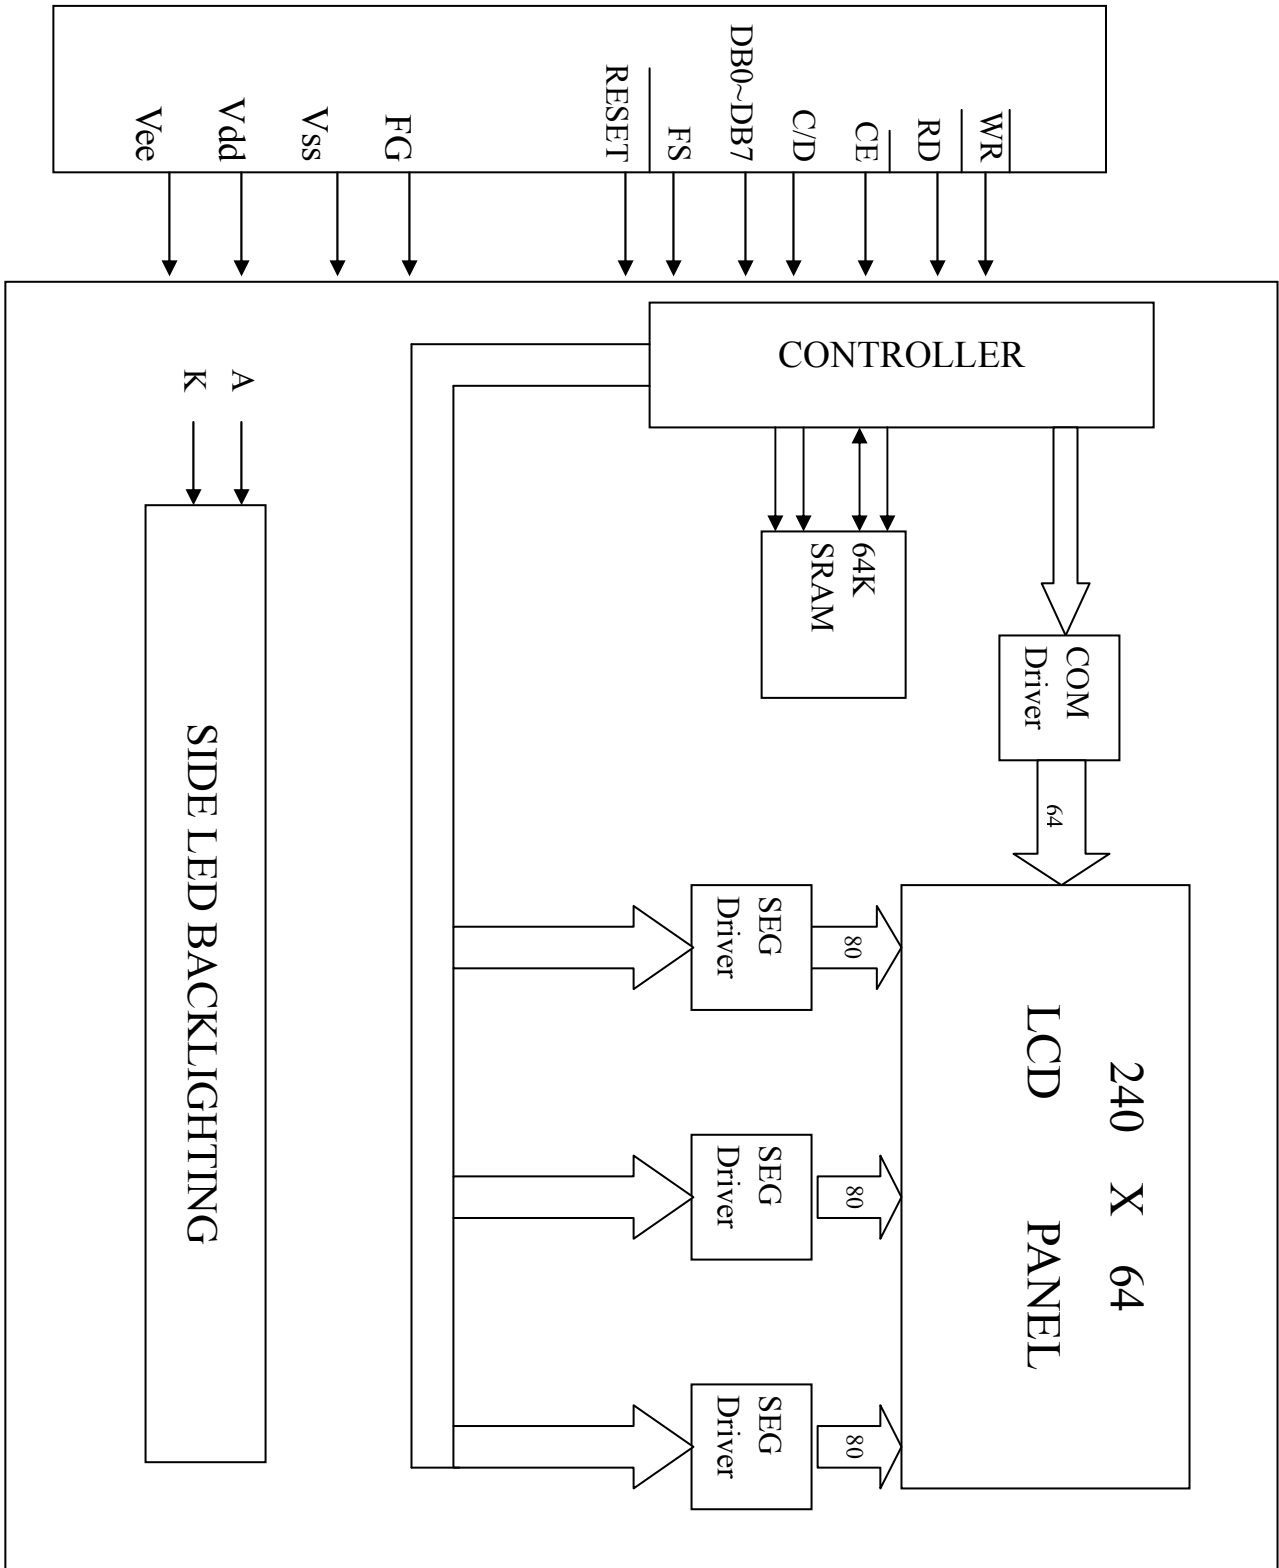 WR
RD
CE
C/D
DB0~DB7
FS
RESET
FG
Vss
Vdd
Vee
CONTROLLER
64K
SRAM
COM
Driver
64
240 X 64
LCD PANEL
SEG
Driver
80
SEG
Driver
80
SEG
Driver
80
A
K
SIDE LED BACKLIGHTING